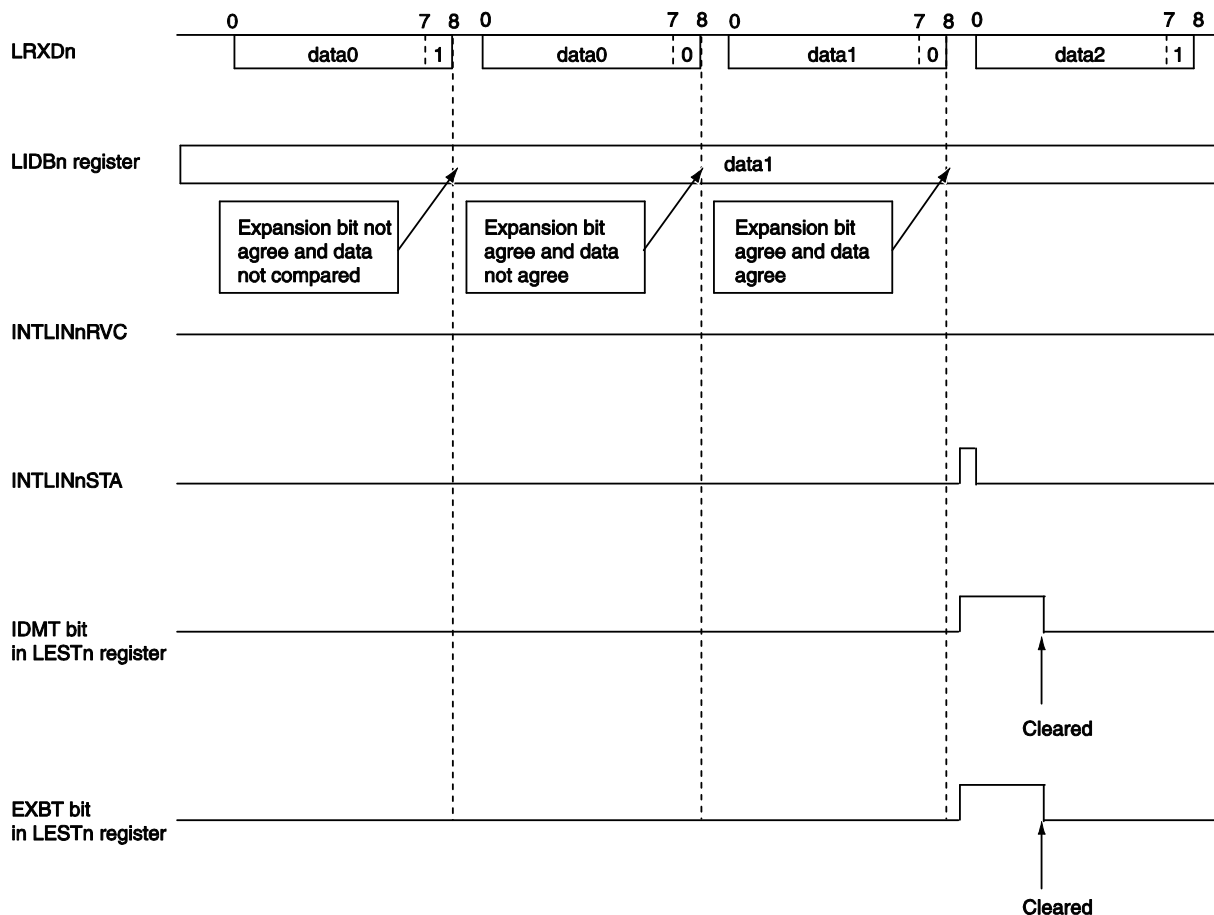 0 7 8 0 7 8 0 7 8 0 7 8
LRXDn data0 1 data0 0 data1 0 data2 1
LIDBn register data1
Expansion bit not
agree and data
not compared
Expansion bit
agree and data
not agree
Expansion bit
agree and data
agree
INTLINnRVC
INTLINnSTA
IDMT bit
in LESTn register
Cleared
EXBT bit
in LESTn register
Cleared